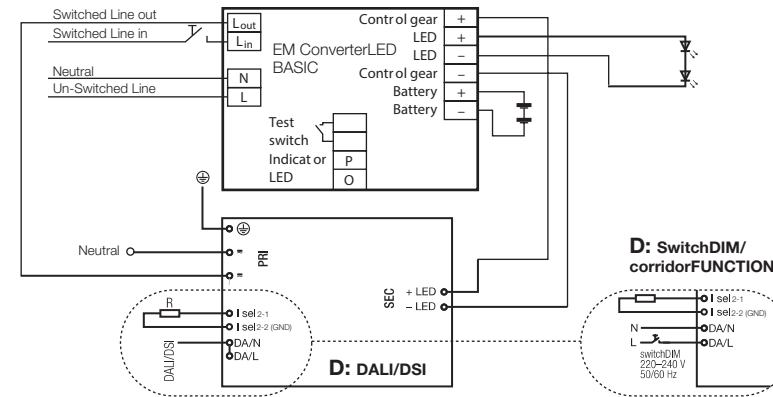 Switched Line out
Switched Line in
Neutral
Un-Switched Line
Lout
Lin
N
L
EM ConverterLED
BASIC
Test
switch
Indicator
LED
P
O
Control gear +
LED +
LED –
Control gear –
Battery +
Battery –
Neutral
~
~
PRI
SEC
+ LED
– LED
R
I sel 2-1
I sel 2-2 (GND)
DA/N
DA/L
DALI/DSI
D: DALI/DSI
D: SwitchDIM/
corridorFUNCTION
I sel 2-1
I sel 2-2 (GND)
N
DA/N
L
DA/L
switchDIM
220–240 V
50/60 Hz